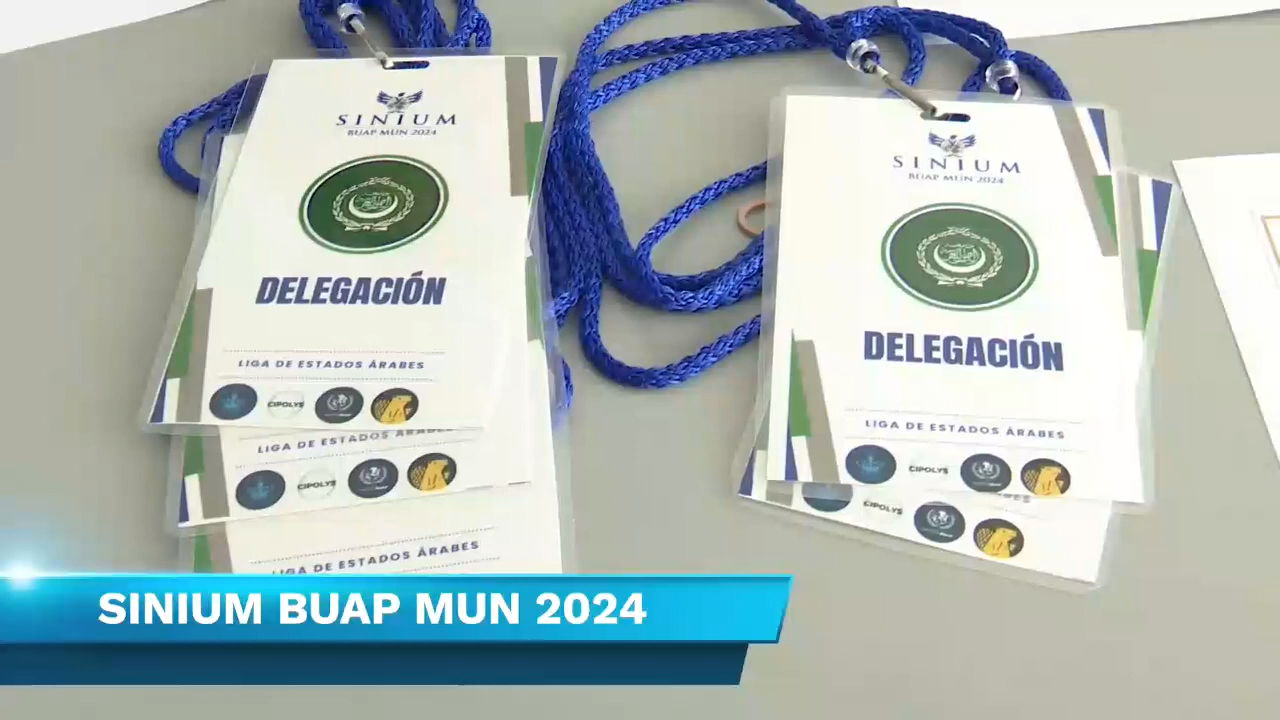 SINIUM
BUAP MUN 2024
DELEGACIÓN
LIGA DE ESTADOS ÁRABES
CIPOLYS
LIGA DE ESTADOS ÁRABES
CIPOLYS
LIGA DE ESTADOS ÁRABES
SINIUM
BUAP MUN 2024
DELEGACIÓN
LIGA DE ESTADOS ÁRABES
CIPOLYS
CIPOLYS
SINIUM BUAP MUN 2024